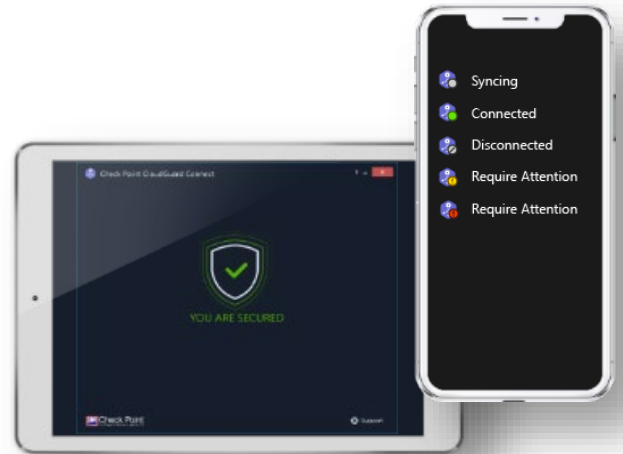 Check Point CloudGuard Connect
YOU ARE SECURED
Check Point
Support
Syncing
Connected
Disconnected
Require Attention
Require Attention